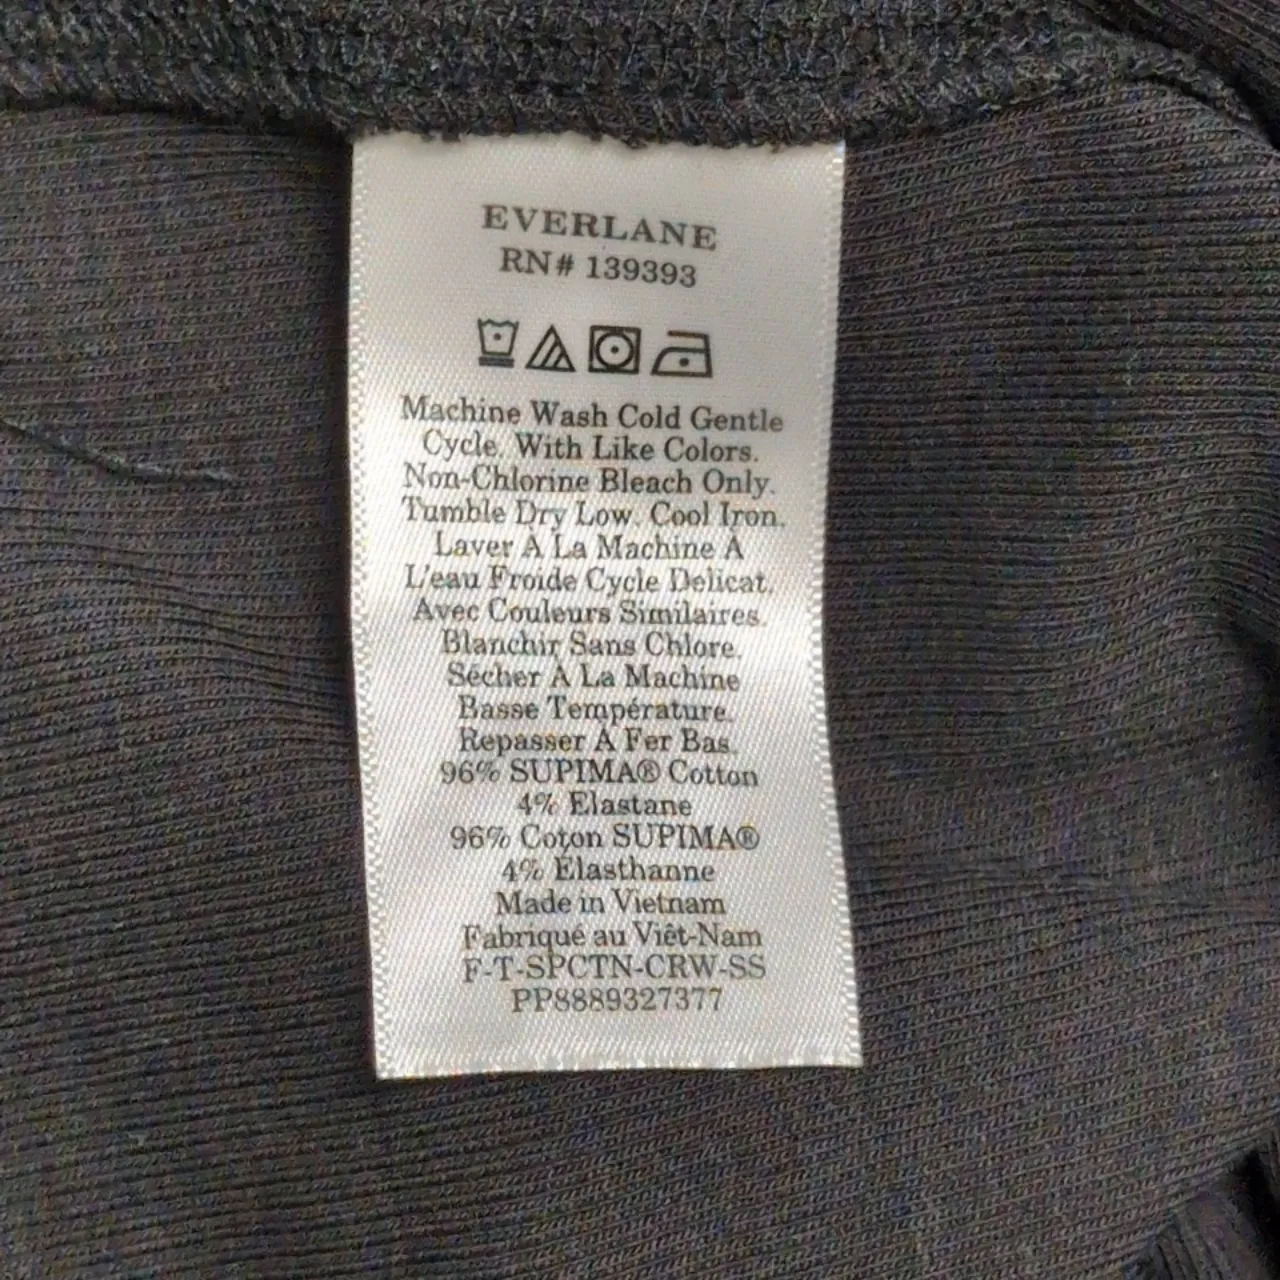 EVERLANE
RN# 139393
Machine Wash Cold Gentle
Cycle. With Like Colors.
Non-Chlorine Bleach Only.
Tumble Dry Low. Cool Iron.
Laver À La Machine À
L'eau Froide Cycle Delicat.
Avec Couleurs Similaires.
Blanchir Sans Chlore.
Sécher À La Machine
Basse Température.
Repasser À Fer Bas.
96% SUPIMA® Cotton
4% Elastane
96% Coton SUPIMA®
4% Élasthanne
Made in Vietnam
Fabriqué au Viêt-Nam
F-T-SPCTN-CRW-SS
PP8889327377